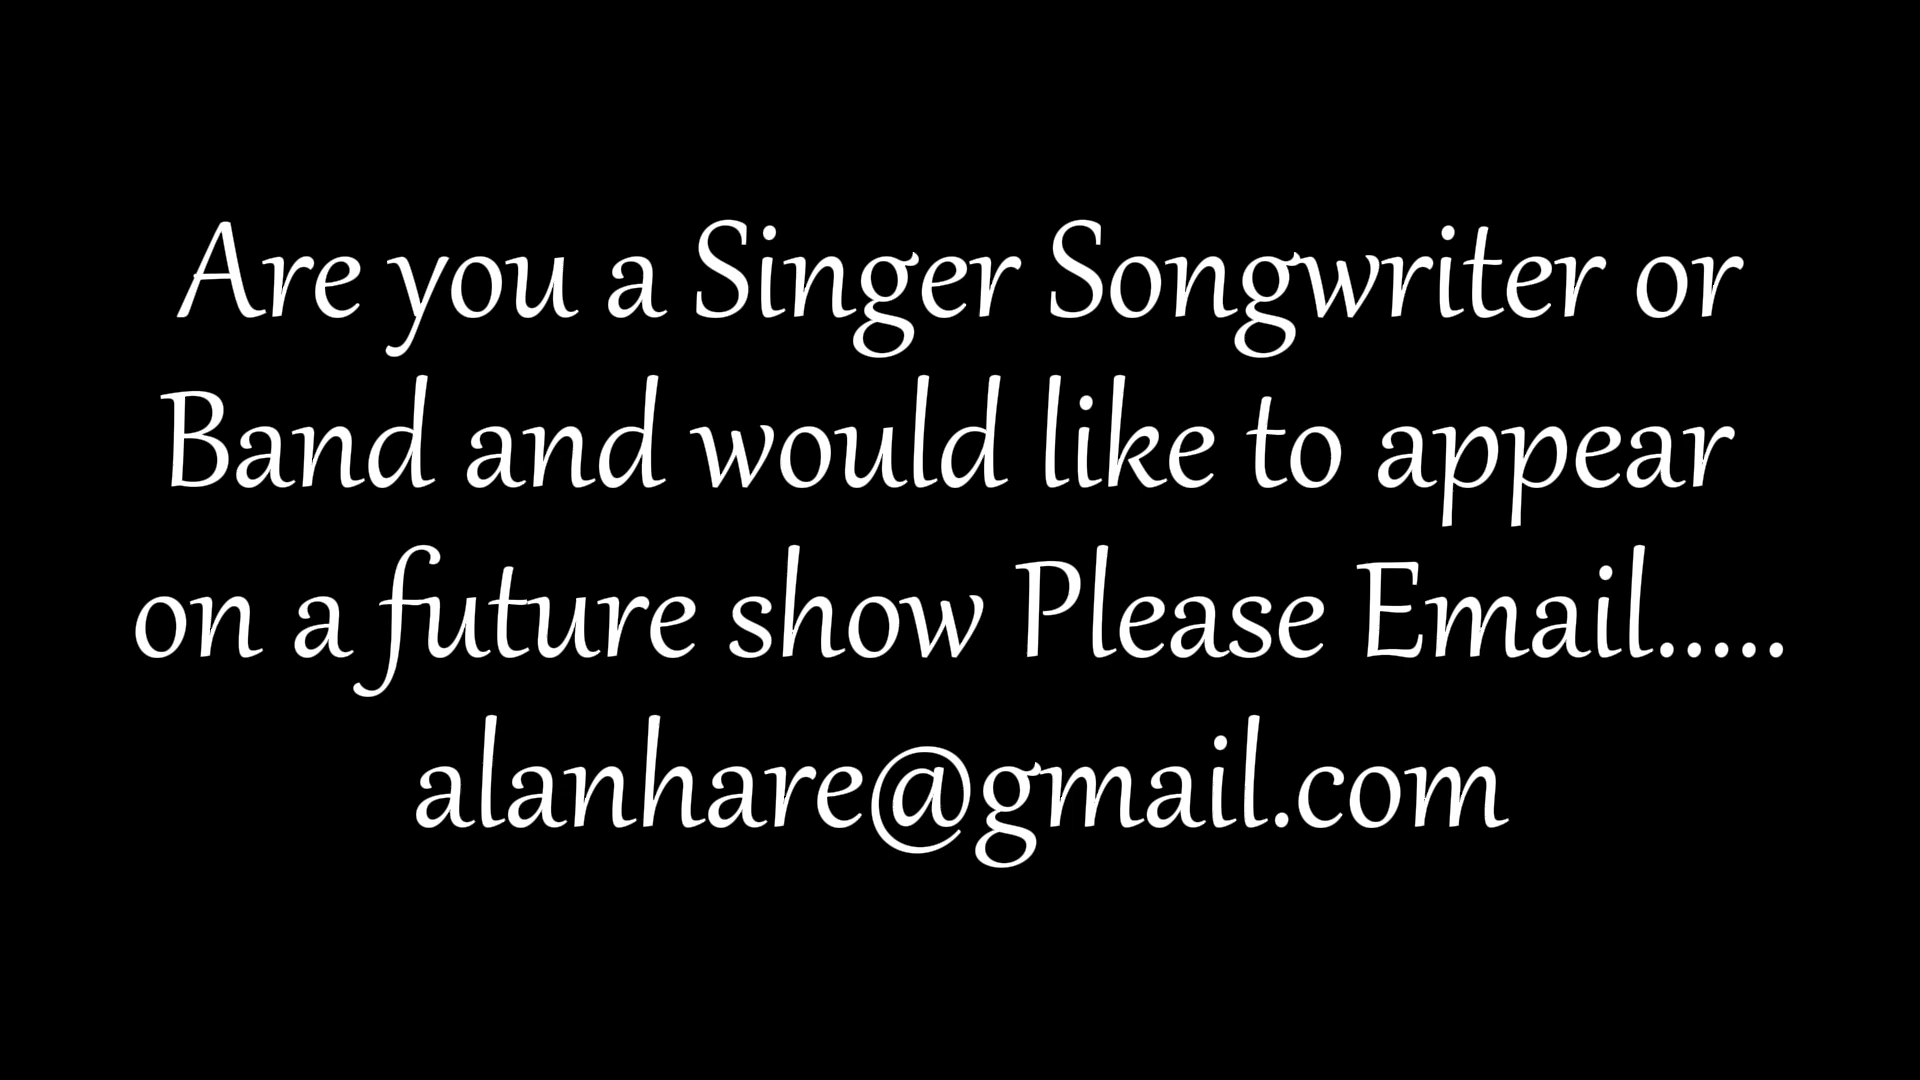 Are you a Singer Songwriter or
Band and would like to appear
on a future show Please Email.....
alanhare@gmail.com